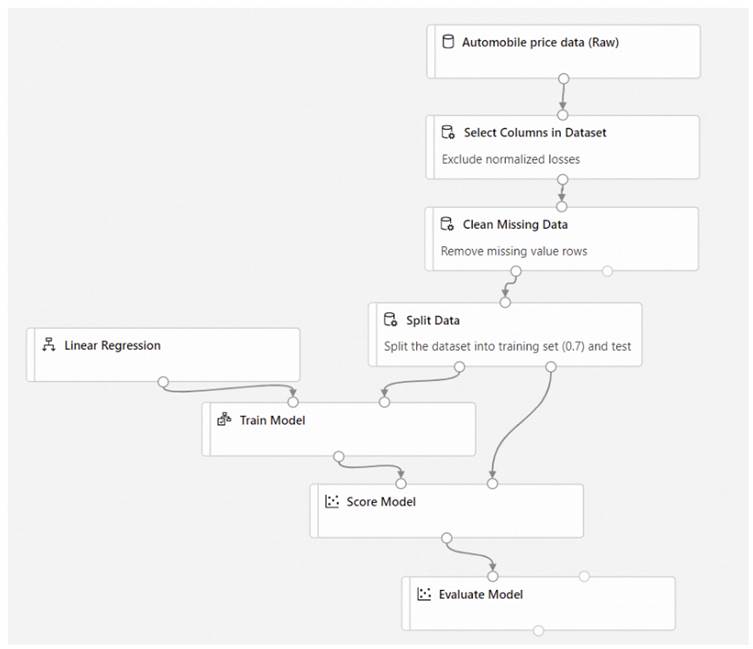 Automobile price data (Raw)
Select Columns in Dataset
Exclude normalized losses
Clean Missing Data
Remove missing value rows
Split Data
Split the dataset into training set (0.7) and test
Linear Regression
Train Model
Score Model
Evaluate Model